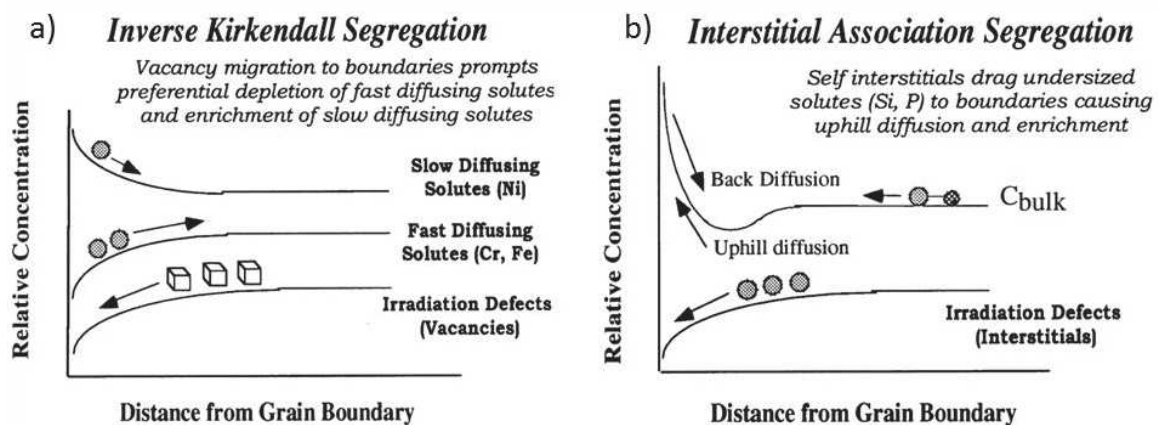 a)
Inverse Kirkendall Segregation
Vacancy migration to boundaries prompts
preferential depletion of fast diffusing solutes
and enrichment of slow diffusing solutes
Relative Concentration
Slow Diffusing
Solutes (Ni)
Fast Diffusing
Solutes (Cr, Fe)
Irradiation Defects
(Vacancies)
Distance from Grain Boundary
b)
Interstitial Association Segregation
Self interstitials drag undersized
solutes (Si, P) to boundaries causing
uphill diffusion and enrichment
Relative Concentration
Back Diffusion
Cbulk
Uphill diffusion
Irradiation Defects
(Interstitials)
Distance from Grain Boundary